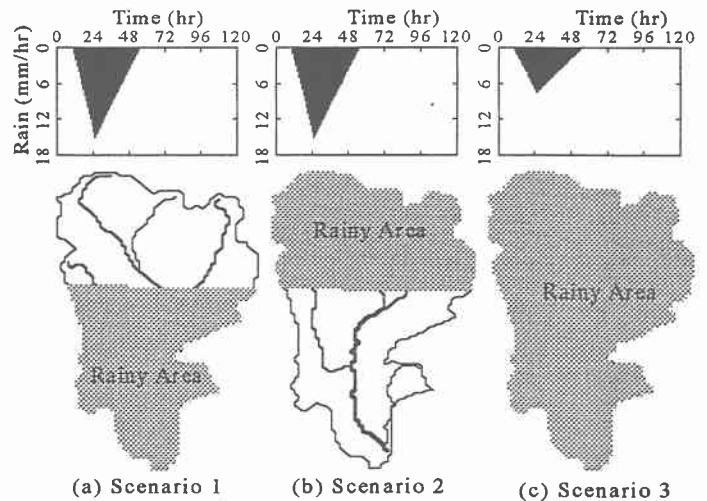 Time (hr)
Time (hr)
Time (hr)
0 24 48 72 96 120
0 24 48 72 96 120
0 24 48 72 96 120
Rain (mm/hr)
0
6
12
18
0
6
12
18
0
6
12
18
Rainy Area
Rainy Area
Rainy Area
(a) Scenario 1
(b) Scenario 2
(c) Scenario 3